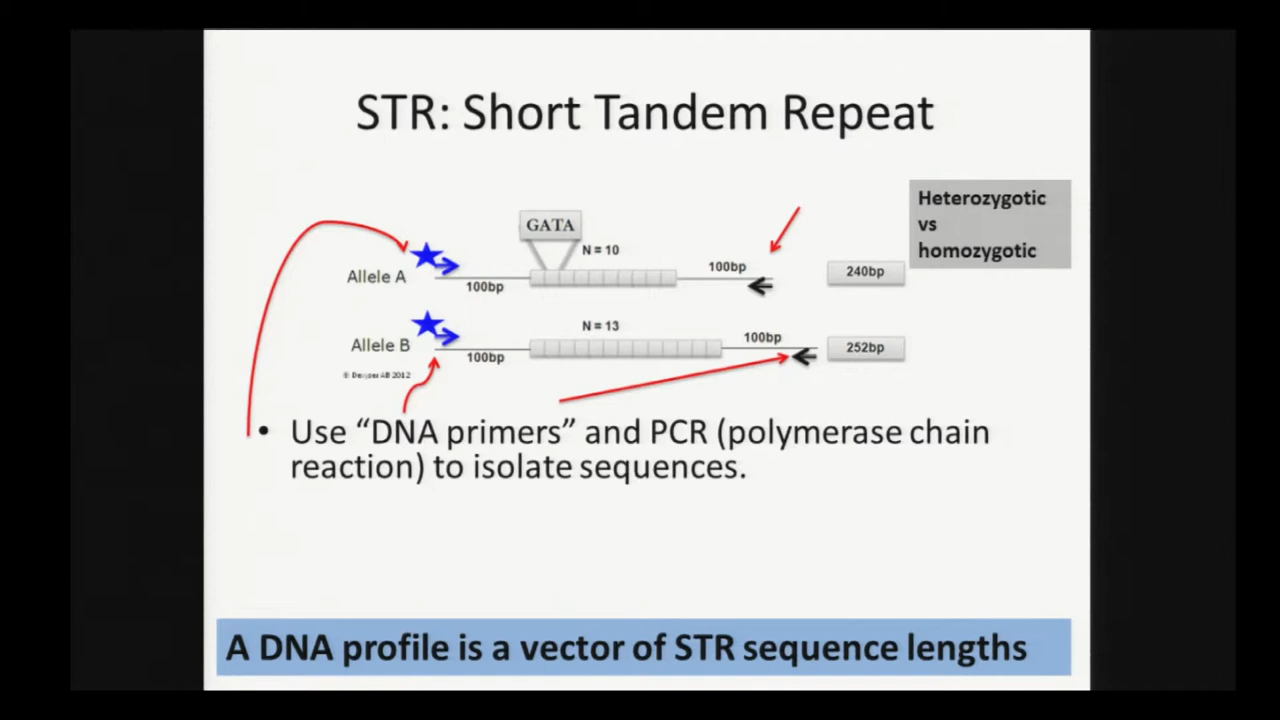 STR: Short Tandem Repeat
Heterozygotic
vs
homozygotic
GATA
N = 10
Allele A
100bp
100bp
240bp
N = 13
Allele B
100bp
100bp
252bp
2012
• Use “DNA primers” and PCR (polymerase chain
reaction) to isolate sequences.
A DNA profile is a vector of STR sequence lengths